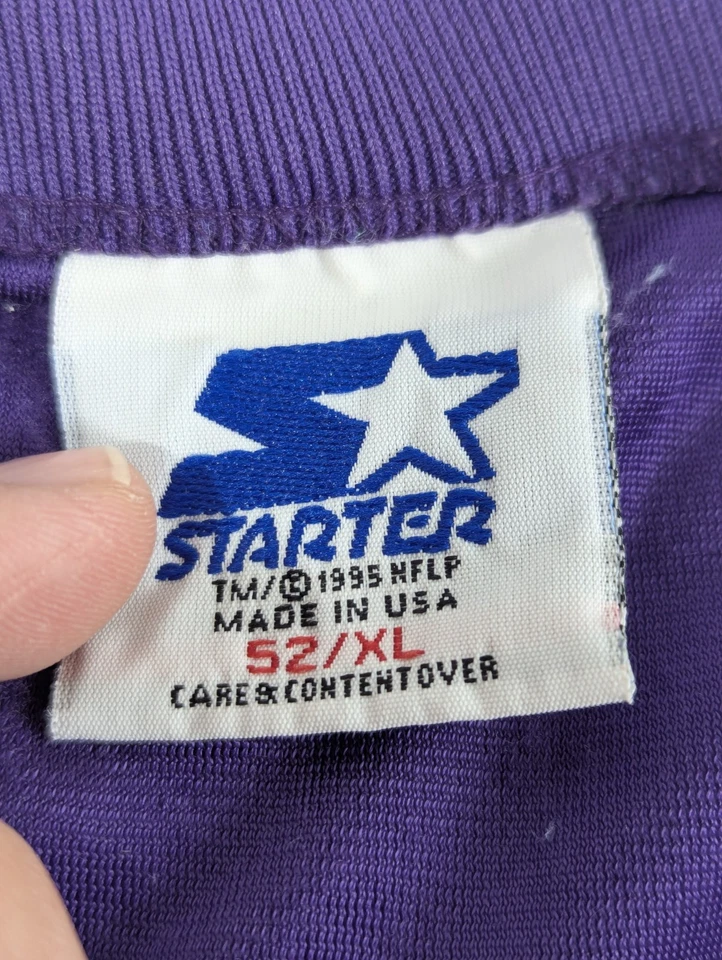 STARTER
TM/© 1995 NFLP
MADE IN USA
52/XL
CARE & CONTENT OVER